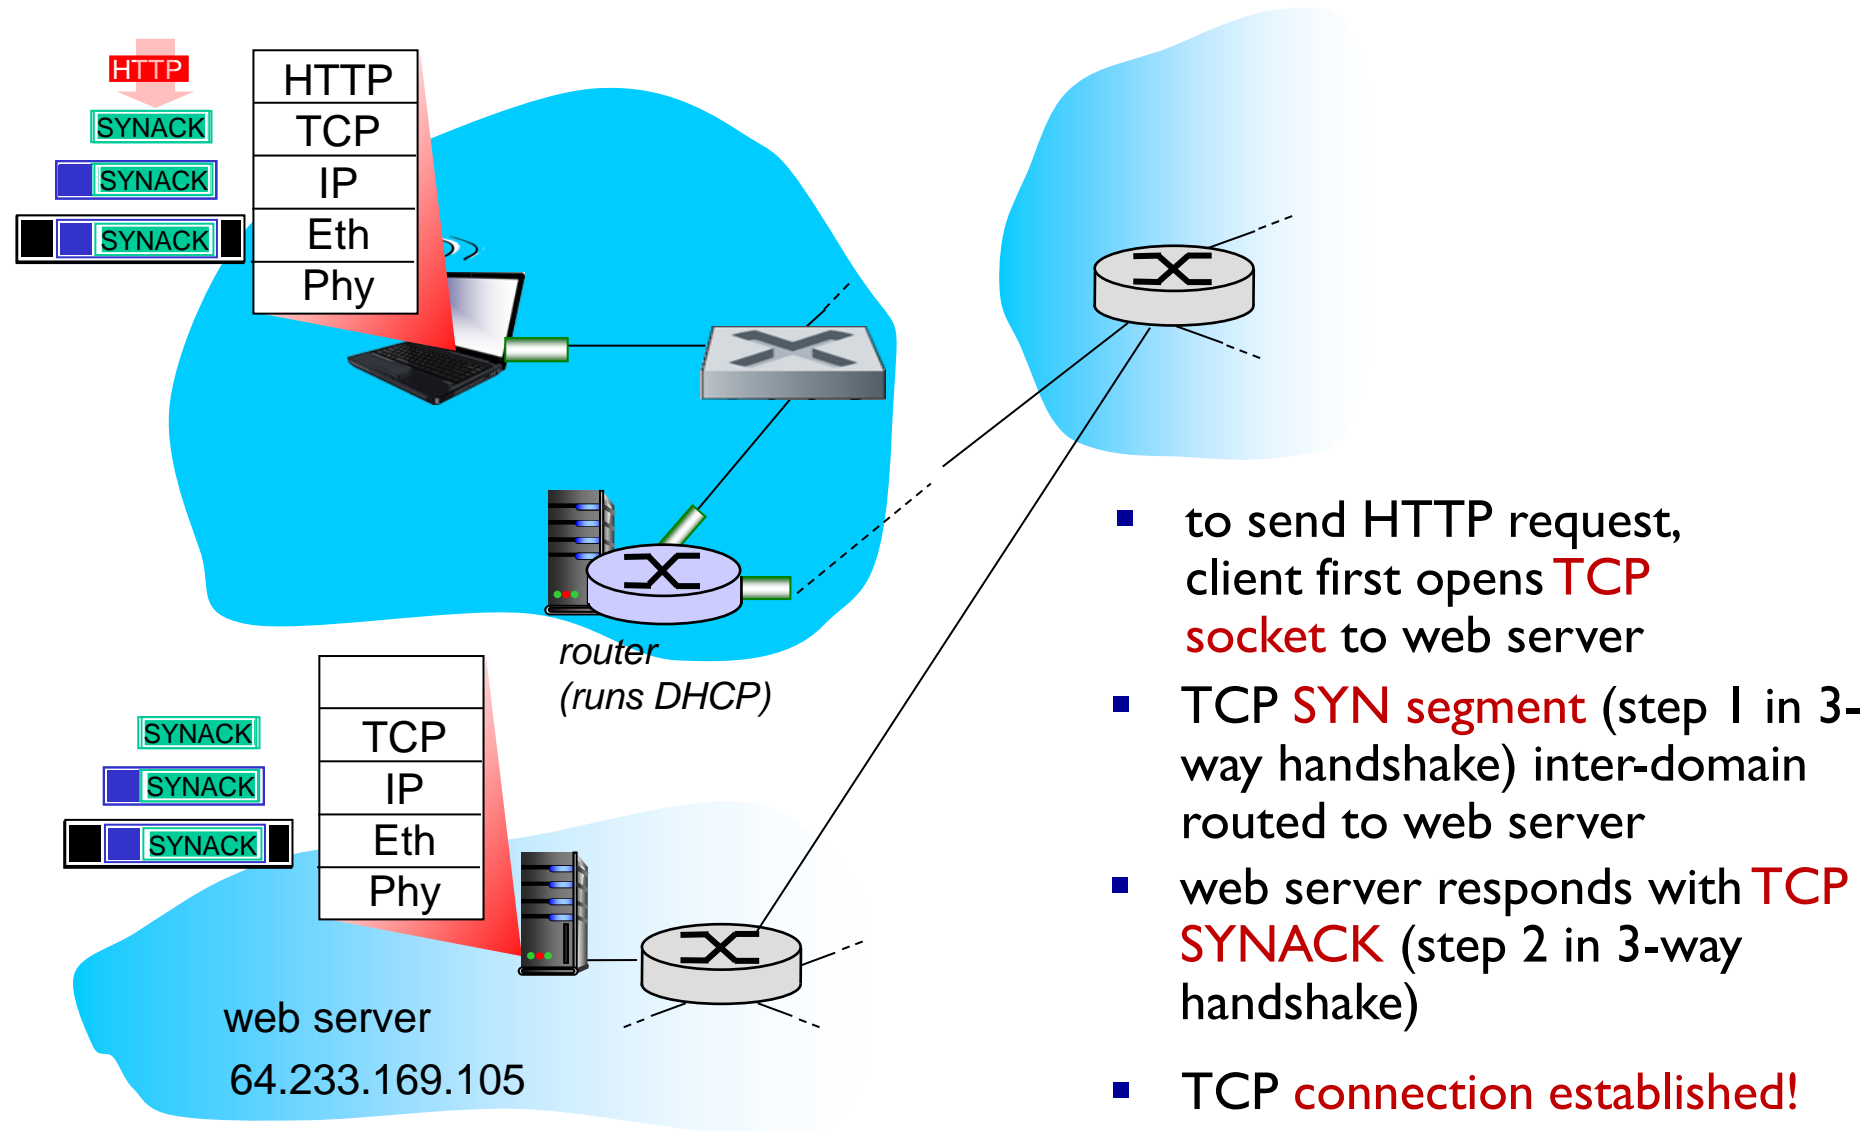 HTTP
SYNACK
SYNACK
SYNACK
HTTP
TCP
IP
Eth
Phy
router
(runs DHCP)
SYNACK
SYNACK
SYNACK
TCP
IP
Eth
Phy
web server
64.233.169.105
▪ to send HTTP request,
client first opens TCP
socket to web server
▪ TCP SYN segment (step 1 in 3-
way handshake) inter-domain
routed to web server
▪ web server responds with TCP
SYNACK (step 2 in 3-way
handshake)
▪ TCP connection established!